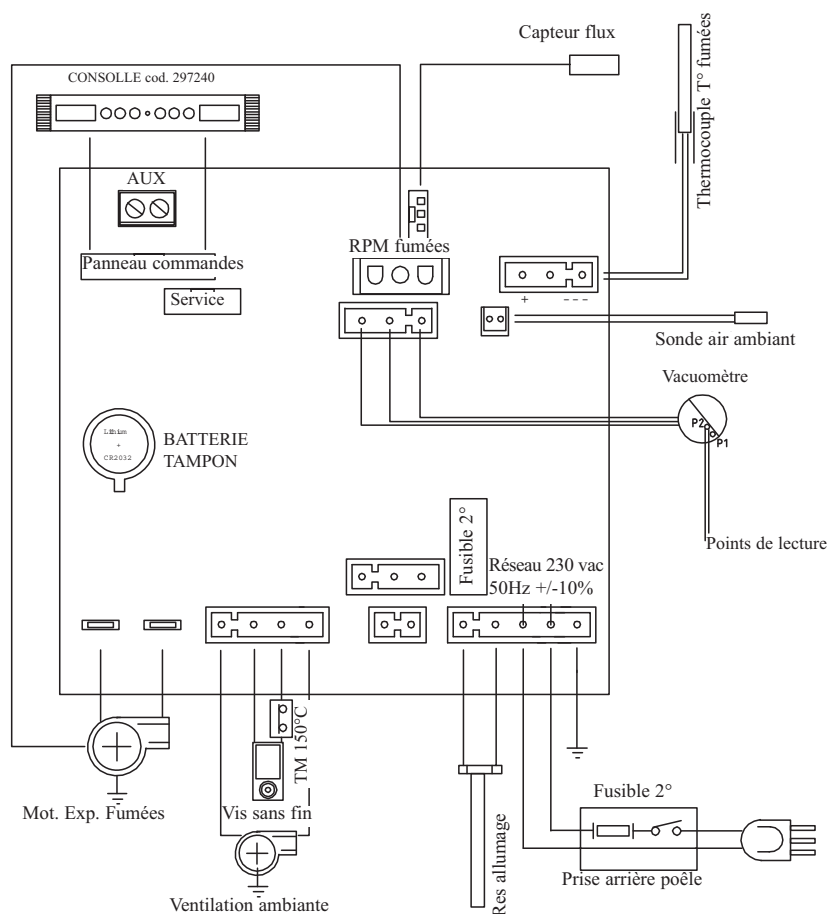 Capteur flux
CONSOLLE cod. 297240
Thermocouple T° fumées
AUX
RPM fumées
Panneau commandes
Service
+
---
Sonde air ambiant
Vacuomètre
P2
P1
Lthium
+
CR2032
BATTERIE
TAMPON
Points de lecture
Fusible 2°
Réseau 230 vac
50Hz +/-10%
TM 150°C
Mot. Exp. Fumées
Vis sans fin
Res allumage
Fusible 2°
Prise arrière poêle
Ventilation ambiante